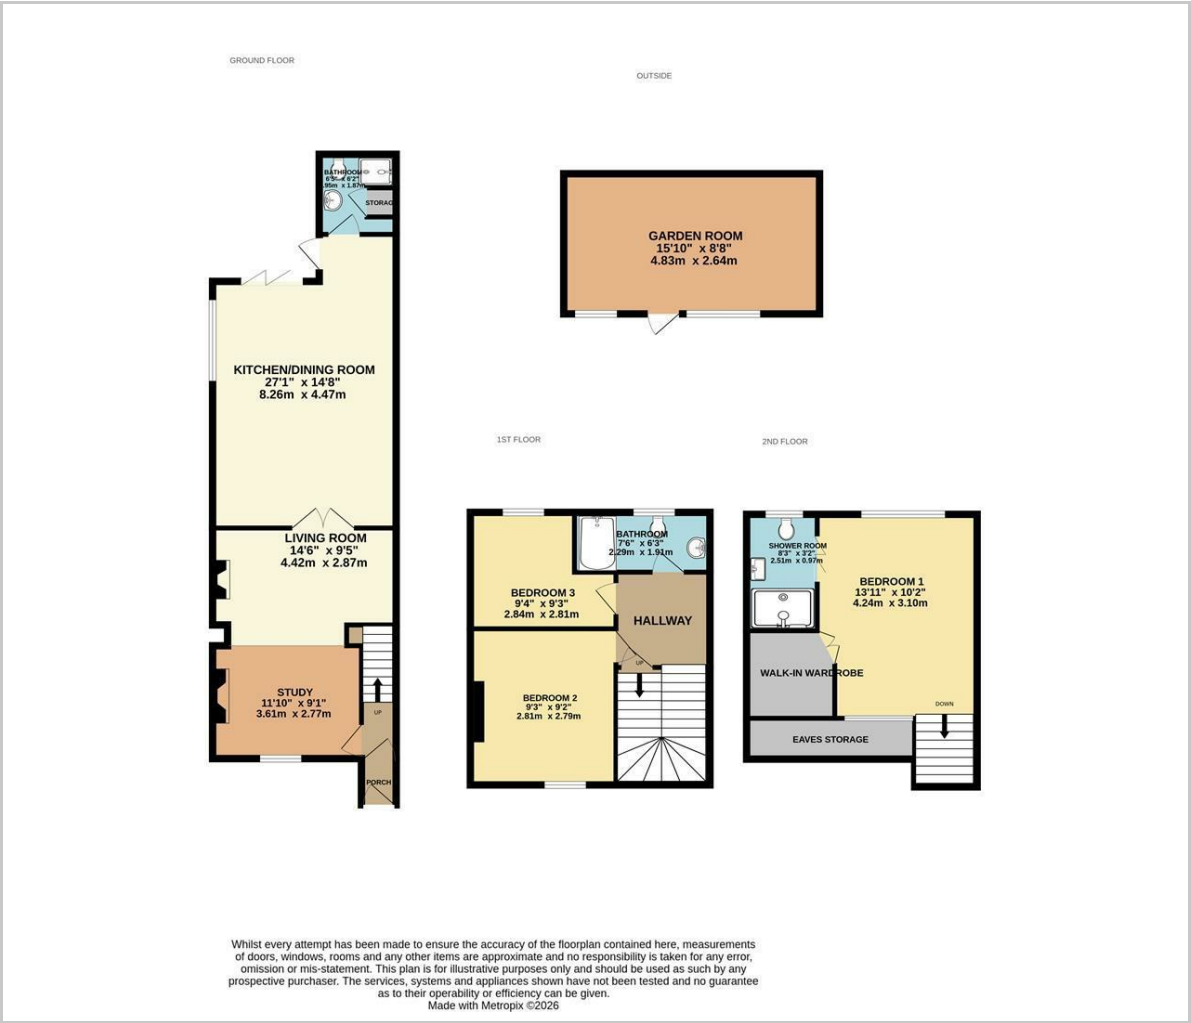 GROUND FLOOR
OUTSIDE
BATHROOM
6'5" x 6'2"
.95m x 1.87m
STORAG
GARDEN ROOM
15'10" x 8'8"
4.83m x 2.64m
KITCHEN/DINING ROOM
27'1" x 14'8"
8.26m x 4.47m
1ST FLOOR
2ND FLOOR
LIVING ROOM
14'6" x 9'5"
4.42m x 2.87m
STUDY
11'10" x 9'1"
3.61m x 2.77m
UP
PORCH
BATHROOM
7'6" x 6'3"
2.29m x 1.91m
BEDROOM 3
9'4" x 9'3"
2.84m x 2.81m
HALLWAY
UP
BEDROOM 2
9'3" x 9'2"
2.81m x 2.79m
SHOWER ROOM
8'3" x 3'2"
2.51m x 0.97m
BEDROOM 1
13'11" x 10'2"
4.24m x 3.10m
WALK-IN WARDROBE
DOWN
EAVES STORAGE
Whilst every attempt has been made to ensure the accuracy of the floorplan contained here, measurements
of doors, windows, rooms and any other items are approximate and no responsibility is taken for any error,
omission or mis-statement. This plan is for illustrative purposes only and should be used as such by any
prospective purchaser. The services, systems and appliances shown have not been tested and no guarantee
as to their operability or efficiency can be given.
Made with Metropix ©2026